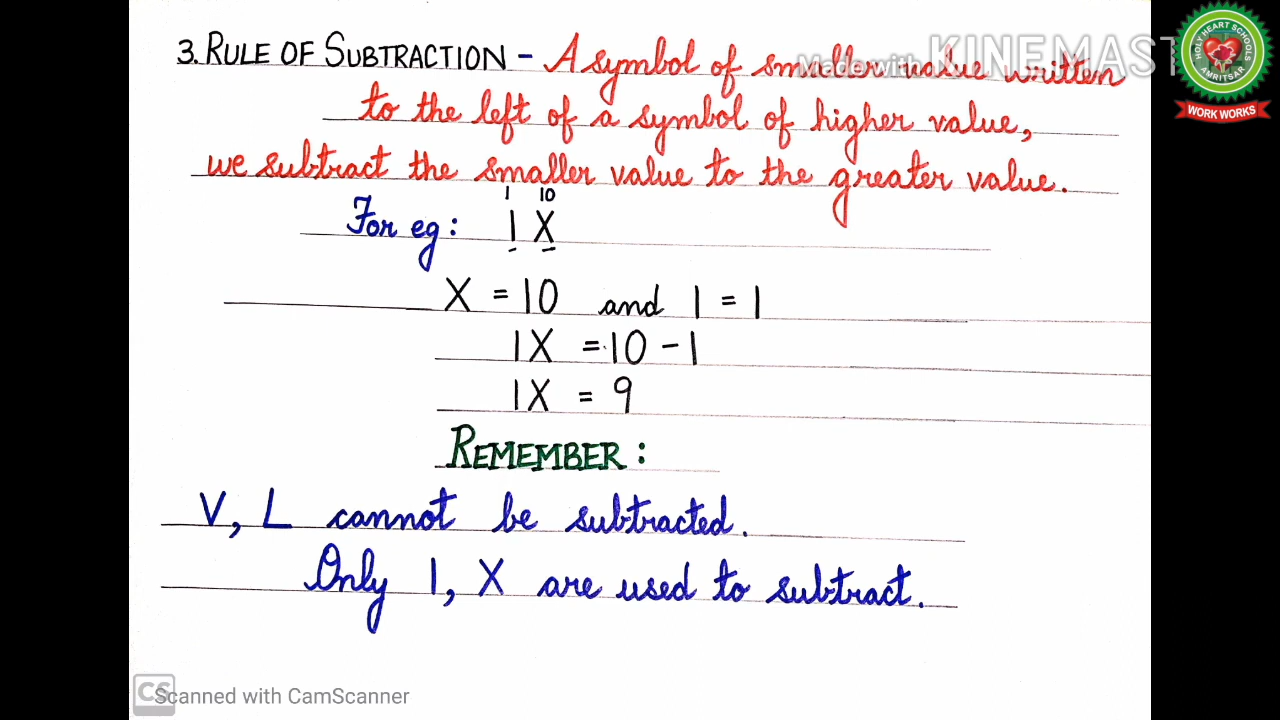 3. RULE OF SUBTRACTION - A symbol of smaller value written
to the left of a symbol of higher value,
we subtract the smaller value to the greater value.
1 10
For eg: I X
X = 10 and I = 1
IX = 10 - 1
IX = 9
REMEMBER:
V, L cannot be subtracted.
Only I, X are used to subtract.
Made with KINEMAST
HOLY HEART SCHOOLS
AMRITSAR
WORK WORKS
CS Scanned with CamScanner